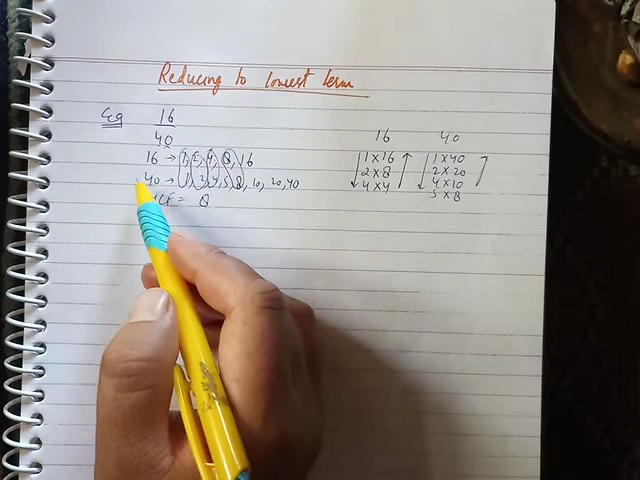 Reducing to lowest term
Eg 16
40
16 → 1, 2, 4, 8, 16
40 → 1, 2, 4, 5, 8, 10, 20, 40
HCF = 8
16 40
1 x 16 1 x 40
2 x 8 2 x 20
4 x 4 4 x 10
5 x 8